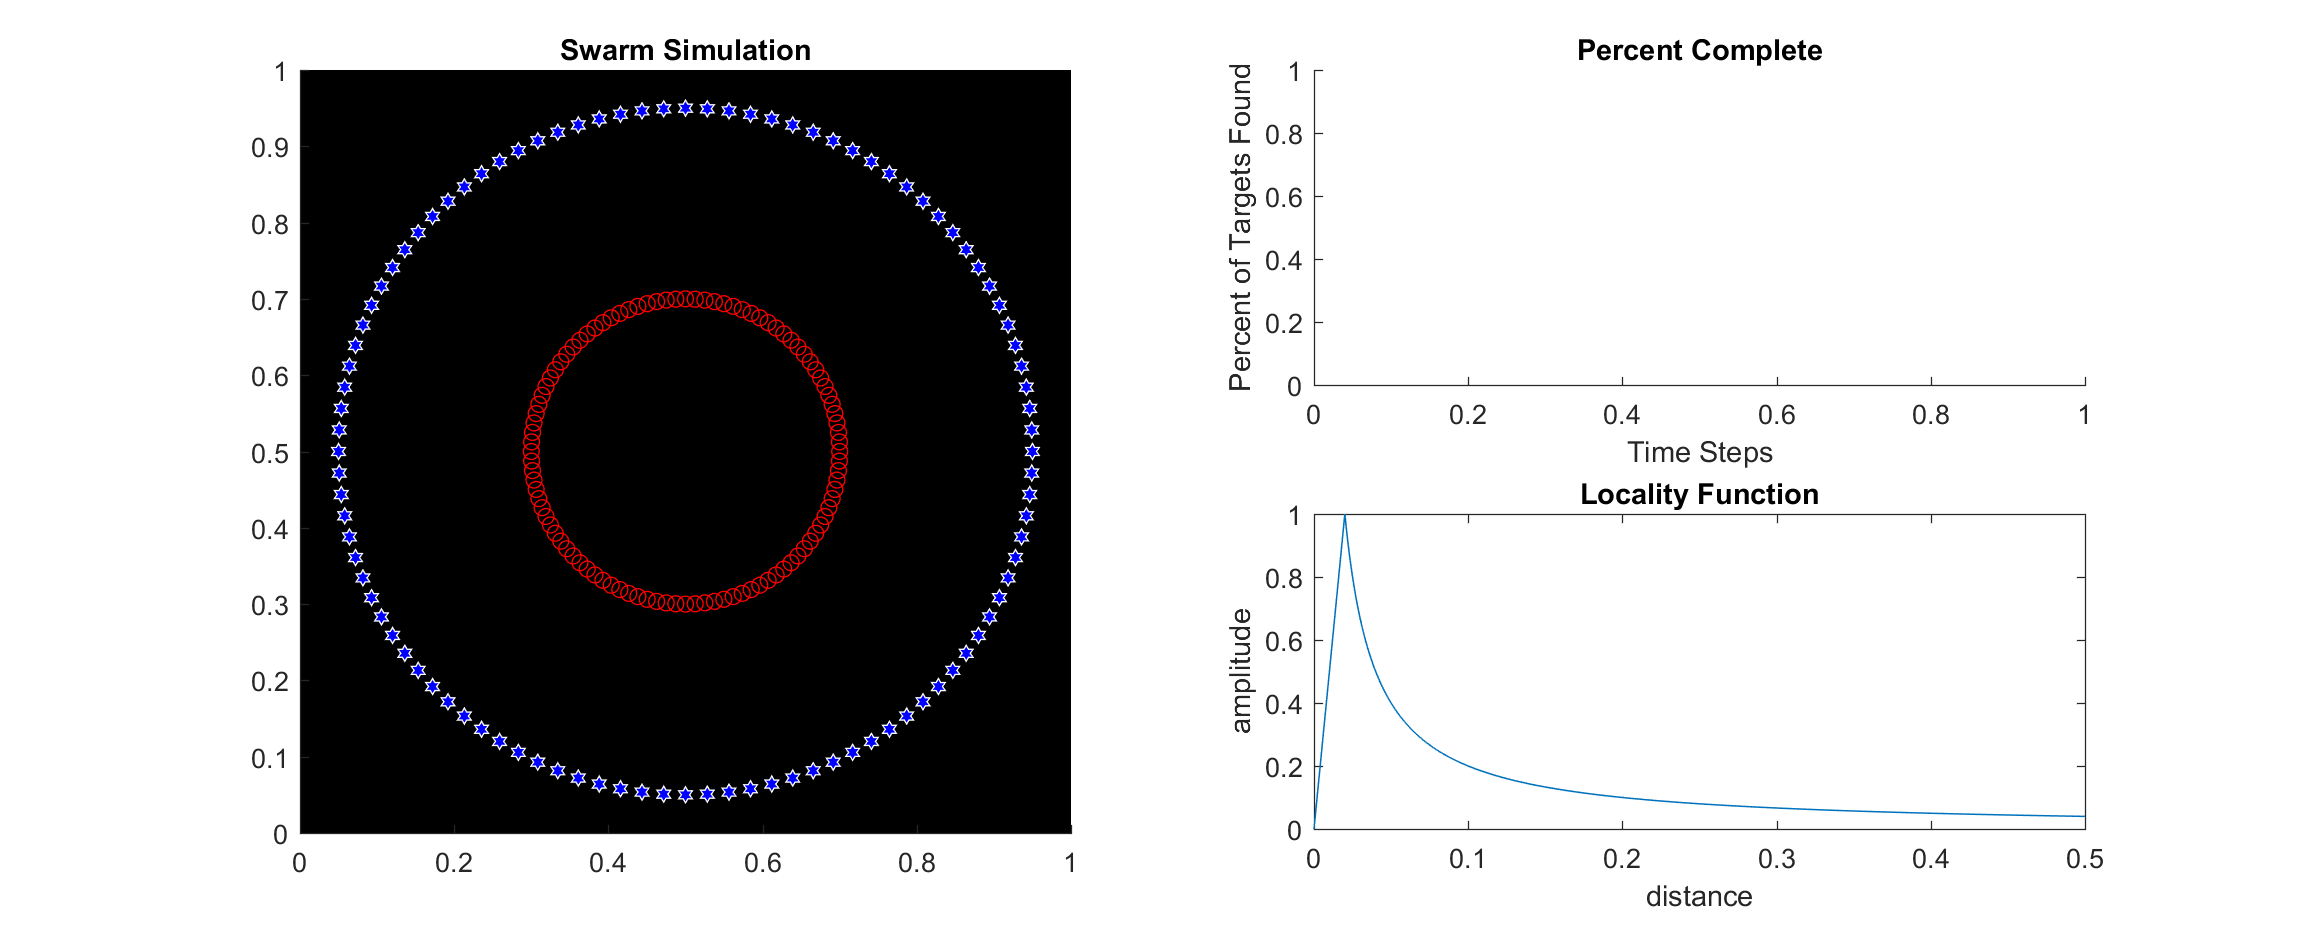 Swarm Simulation
1
0.9
0.8
0.7
0.6
0.5
0.4
0.3
0.2
0.1
0
0 0.2 0.4 0.6 0.8 1
Percent Complete
Percent of Targets Found
1
0.8
0.6
0.4
0.2
0
0 0.2 0.4 0.6 0.8 1
Time Steps
Locality Function
amplitude
1
0.8
0.6
0.4
0.2
0
0 0.1 0.2 0.3 0.4 0.5
distance